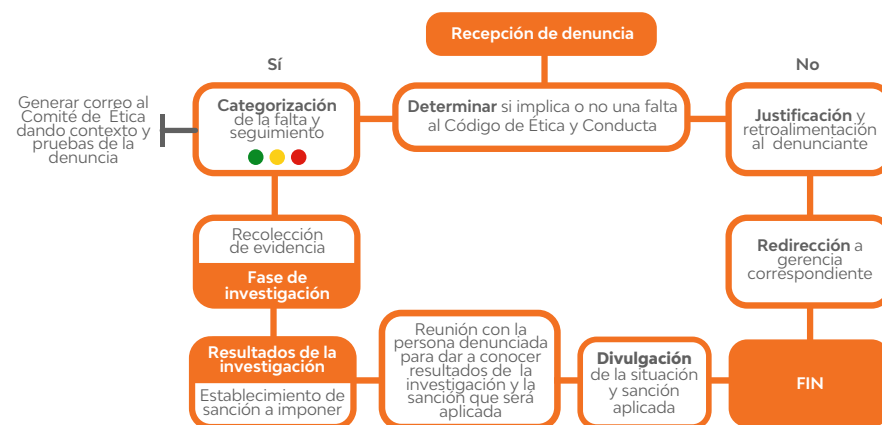 Recepción de denuncia
Sí
No
Generar correo al
Comité de Ética
dando contexto y
pruebas de la
denuncia
Categorización
de la falta y
seguimiento
Determinar si implica o no una falta
al Código de Ética y Conducta
Justificación y
retroalimentación
al denunciante
Recolección
de evidencia
Fase de
investigación
Redirección a
gerencia
correspondiente
Resultados de la
investigación
Establecimiento de
sanción a imponer
Reunión con la
persona denunciada
para dar a conocer
resultados de la
investigación y la
sanción que será
aplicada
Divulgación
de la situación
y sanción
aplicada
FIN